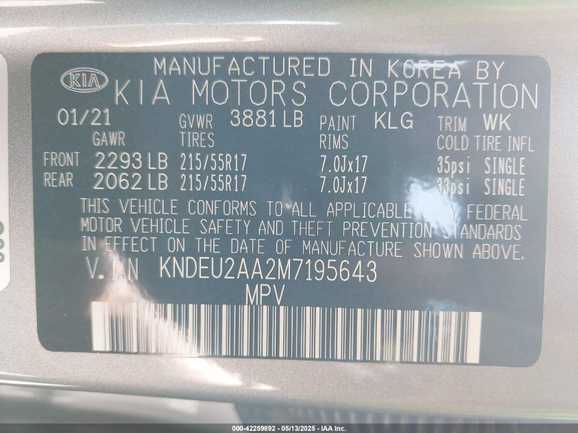 MANUFACTURED IN KOREA BY
KIA KIA MOTORS CORPORATION
01/21 GVWR 3881 LB PAINT KLG TRIM WK
GAWR TIRES RIMS COLD TIRE INFL
FRONT 2293 LB 215/55R17 7.0Jx17 35psi SINGLE
REAR 2062 LB 215/55R17 7.0Jx17 33psi SINGLE
THIS VEHICLE CONFORMS TO ALL APPLICABLE U.S. FEDERAL
MOTOR VEHICLE SAFETY AND THEFT PREVENTION STANDARDS
IN EFFECT ON THE DATE OF MANUFACTURE SHOWN ABOVE.
V.I.N KNDEU2AA2M7195643
MPV
000-42259892 - 05/13/2025 - IAA Inc.